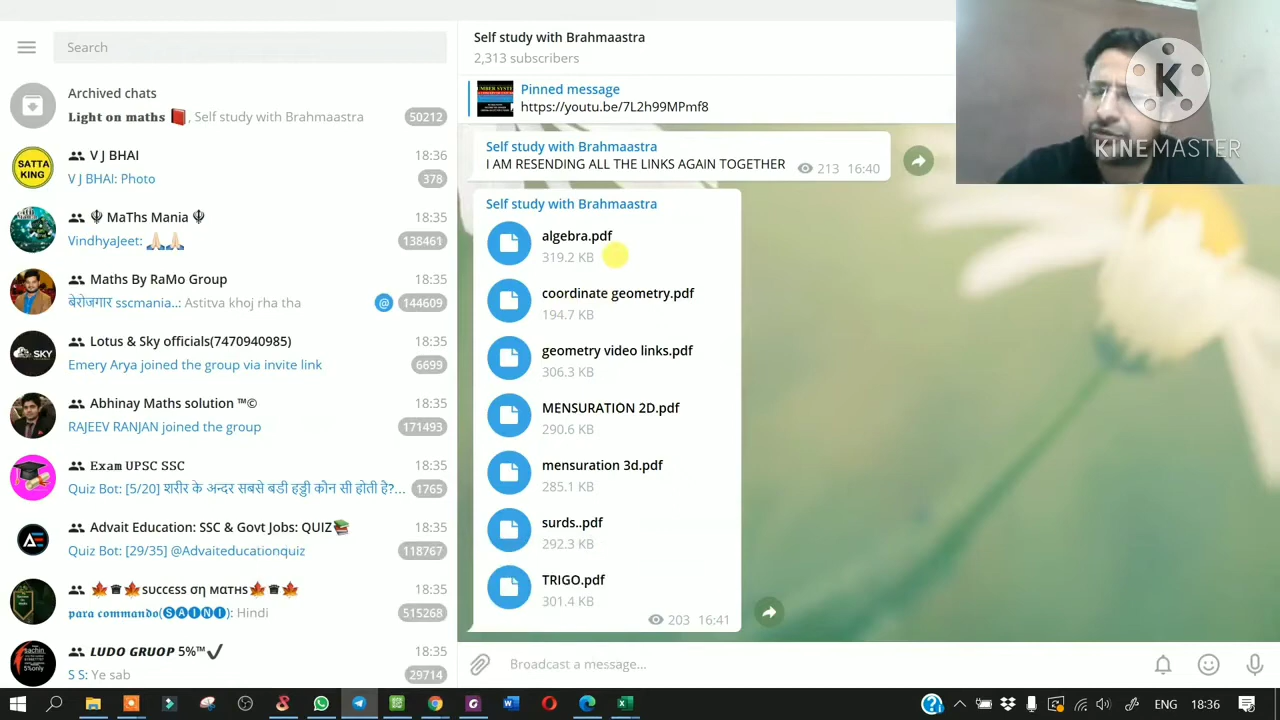 Search
Archived chats
Light on maths 📕, Self study with Brahmaastra
50212
SATTA
KING
V J BHAI
18:36
V J BHAI: Photo
378
☬ MaThs Mania ☬
18:35
VindhyaJeet: 🙏🏻🙏🏻
138461
Maths By RaMo Group
18:35
बेरोजगार sscmania..: Astitva khoj rha tha
@
144609
SKY
Lotus & Sky officials(7470940985)
18:35
Emery Arya joined the group via invite link
6699
Abhinay Maths solution ™©
18:35
RAJEEV RANJAN joined the group
171493
Exam UPSC SSC
18:35
Quiz Bot: [5/20] शरीर के अन्दर सबसे बडी हड्डी कौन सी होती है?...
1765
Advait Education: SSC & Govt Jobs: QUIZ📚
18:35
Quiz Bot: [29/35] @Advaiteducationquiz
118767
🍁♛🍁sυccεss ση мαтнs🍁♛🍁
18:35
para commando(🅢🅐🅘🅝🅘): Hindi
515268
LUDO GRUOP 5%™✔
18:35
S S: Ye sab
29714
Self study with Brahmaastra
2,313 subscribers
Pinned message
https://youtu.be/7L2h99MPmf8
Self study with Brahmaastra
I AM RESENDING ALL THE LINKS AGAIN TOGETHER
213 16:40
Self study with Brahmaastra
algebra.pdf
319.2 KB
coordinate geometry.pdf
194.7 KB
geometry video links.pdf
306.3 KB
MENSURATION 2D.pdf
290.6 KB
mensuration 3d.pdf
285.1 KB
surds..pdf
292.3 KB
TRIGO.pdf
301.4 KB
203 16:41
Broadcast a message...
K
KINEMASTER
ENG
18:36